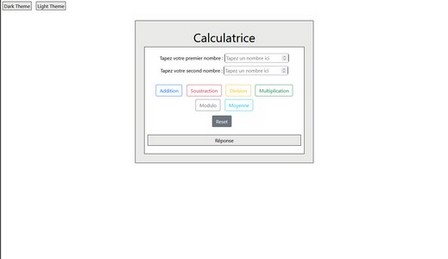 Dark Theme Light Theme
Calculatrice
Tapez votre premier nombre : Tapez un nombre ici
Tapez votre second nombre : Tapez un nombre ici
Addition Soustraction Division Multiplication
Modulo Moyenne
Reset
Réponse